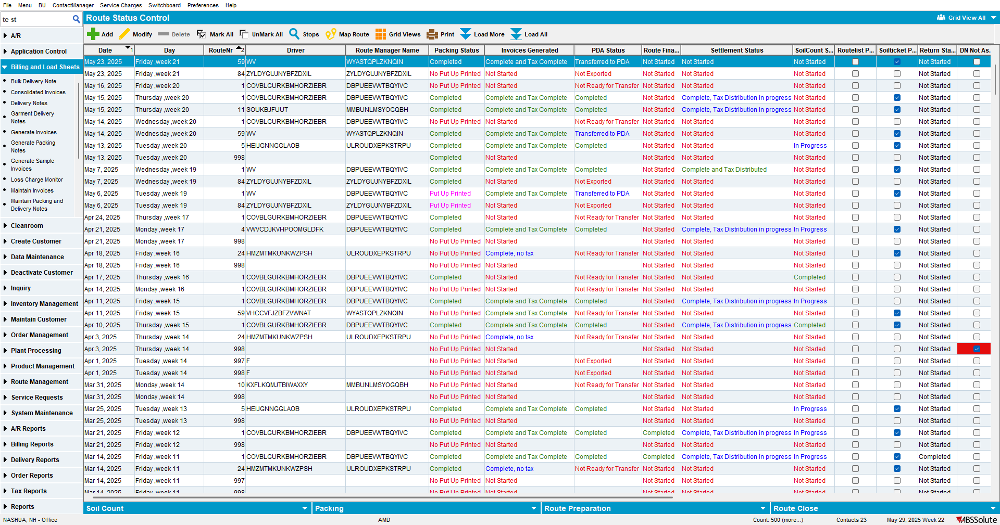 File Menu BU ContactManager Service Charges Switchboard Preferences Help
te st
Route Status Control Grid View All
Add Modify Delete Mark All UnMark All Stops Map Route Grid Views Print Load More Load All
A/R
Application Control
Billing and Load Sheets
Bulk Delivery Note
Consolidated Invoices
Delivery Notes
Garment Delivery
Notes
Generate Invoices
Generate Packing
Notes
Generate Sample
Invoices
Loss Charge Monitor
Maintain Invoices
Maintain Packing and
Delivery Notes
Cleanroom
Create Customer
Data Maintenance
Deactivate Customer
Inquiry
Inventory Management
Maintain Customer
Order Management
Plant Processing
Product Management
Route Management
Service Requests
System Maintenance
A/R Reports
Billing Reports
Delivery Reports
Order Reports
Tax Reports
Reports
Date 1 Day RouteNr 2 Driver Route Manager Name Packing Status Invoices Generated PDA Status Route Fina... Settlement Status SoilCount S... Routelist P... Soilticket P... Return Sta... DN Not As...
May 23, 2025 Friday ,week 21 59 WV WYASTQPLZKNQIN Completed Complete and Tax Complete Transferred to PDA Not Started Not Started Not Started Not Started
May 23, 2025 Friday ,week 21 84 ZYLDYGUJNYBFZDXIL ZYLDYGUJNYBFZDXIL No Put Up Printed Not Started Not Exported Not Started Not Started Not Started Not Started
May 16, 2025 Friday ,week 20 1 COVBLGURKBMHORZIEBR DBPUEEVWTBQYIVC No Put Up Printed Not Started Not Ready for Transfer Not Started Not Started Not Started Not Started
May 15, 2025 Thursday ,week 20 1 COVBLGURKBMHORZIEBR DBPUEEVWTBQYIVC Completed Complete and Tax Complete Completed Not Started Complete, Tax Distribution in progress Not Started Not Started
May 15, 2025 Thursday ,week 20 11 SOUKBJFUUT MMBUNLMSYOGQBH Completed Complete and Tax Complete Completed Not Started Complete, Tax Distribution in progress Not Started Not Started
May 14, 2025 Wednesday ,week 20 1 COVBLGURKBMHORZIEBR DBPUEEVWTBQYIVC No Put Up Printed Not Started Not Ready for Transfer Not Started Not Started Not Started Not Started
May 14, 2025 Wednesday ,week 20 59 WV WYASTQPLZKNQIN Completed Complete and Tax Complete Transferred to PDA Not Started Not Started Not Started Not Started
May 13, 2025 Tuesday ,week 20 5 HEIJGNNGGLAOB ULROUDXEPKSTRPU Completed Complete and Tax Complete Completed Not Started Not Started In Progress Not Started
May 13, 2025 Tuesday ,week 20 998 Completed Not Started Not Started Not Started Not Started Not Started
May 7, 2025 Wednesday ,week 19 1 WV DBPUEEVWTBQYIVC Completed Complete and Tax Complete Completed Not Started Complete and Tax Distributed Not Started Not Started
May 7, 2025 Wednesday ,week 19 84 ZYLDYGUJNYBFZDXIL ZYLDYGUJNYBFZDXIL Completed Not Started Not Exported Not Started Not Started Not Started Not Started
May 6, 2025 Tuesday ,week 19 1 WV DBPUEEVWTBQYIVC Put Up Printed Complete and Tax Complete Transferred to PDA Not Started Not Started Not Started Not Started
May 6, 2025 Tuesday ,week 19 84 ZYLDYGUJNYBFZDXIL ZYLDYGUJNYBFZDXIL Put Up Printed Not Started Not Exported Not Started Not Started Not Started Not Started
Apr 24, 2025 Thursday ,week 17 1 COVBLGURKBMHORZIEBR DBPUEEVWTBQYIVC Completed Not Started Not Ready for Transfer Not Started Not Started Not Started Not Started
Apr 21, 2025 Monday ,week 17 4 VWVCDJKVHPOOMGLDFK DBPUEEVWTBQYIVC Completed Complete and Tax Complete Completed Not Started Complete, Tax Distribution in progress In Progress Not Started
Apr 21, 2025 Monday ,week 17 998 No Put Up Printed Not Started Not Started Not Started Not Started Not Started
Apr 18, 2025 Friday ,week 16 24 HMZMTMKUNKWZPSH ULROUDXEPKSTRPU No Put Up Printed Complete, no tax Not Ready for Transfer Not Started Not Started Not Started Not Started
Apr 18, 2025 Friday ,week 16 998 No Put Up Printed Not Started Not Started Not Started Not Started Not Started
Apr 17, 2025 Thursday ,week 16 1 COVBLGURKBMHORZIEBR DBPUEEVWTBQYIVC Completed Not Started Not Ready for Transfer Not Started Not Started Completed Not Started
Apr 14, 2025 Monday ,week 16 1 COVBLGURKBMHORZIEBR DBPUEEVWTBQYIVC No Put Up Printed Not Started Not Ready for Transfer Not Started Not Started Not Started Not Started
Apr 11, 2025 Friday ,week 15 1 COVBLGURKBMHORZIEBR DBPUEEVWTBQYIVC Completed Complete and Tax Complete Completed Not Started Complete, Tax Distribution in progress In Progress Not Started
Apr 11, 2025 Friday ,week 15 59 VHCCVFJZBFZVWNAT WYASTQPLZKNQIN No Put Up Printed Complete and Tax Complete Not Ready for Transfer Not Started Not Started Not Started Not Started
Apr 10, 2025 Thursday ,week 15 1 COVBLGURKBMHORZIEBR DBPUEEVWTBQYIVC Completed Complete and Tax Complete Completed Not Started Complete, Tax Distribution in progress Completed Not Started
Apr 3, 2025 Thursday ,week 14 24 HMZMTMKUNKWZPSH ULROUDXEPKSTRPU No Put Up Printed Complete, no tax Not Ready for Transfer Not Started Not Started Not Started Not Started
Apr 3, 2025 Thursday ,week 14 998 No Put Up Printed Not Started Not Started Not Started Not Started Not Started
Apr 1, 2025 Tuesday ,week 14 997 F No Put Up Printed Not Started Not Exported Not Started Not Started Not Started Not Started
Apr 1, 2025 Tuesday ,week 14 998 F No Put Up Printed Not Started Not Exported Not Started Not Started Not Started Not Started
Mar 31, 2025 Monday ,week 14 10 KXFLKQMJTBIWAXXY MMBUNLMSYOGQBH No Put Up Printed Not Started Not Ready for Transfer Not Started Not Started Not Started Not Started
Mar 31, 2025 Monday ,week 14 998 No Put Up Printed Not Started Not Started Not Started Not Started Not Started
Mar 25, 2025 Tuesday ,week 13 5 HEIJGNNGGLAOB ULROUDXEPKSTRPU Completed Complete and Tax Complete Completed Not Started Not Started In Progress Not Started
Mar 25, 2025 Tuesday ,week 13 998 No Put Up Printed Not Started Not Started Not Started Not Started Not Started
Mar 21, 2025 Friday ,week 12 1 COVBLGURKBMHORZIEBR DBPUEEVWTBQYIVC Completed Complete and Tax Complete Completed Completed Complete, Tax Distribution in progress In Progress Not Started
Mar 21, 2025 Friday ,week 12 998 No Put Up Printed Not Started Not Started Not Started Not Started Not Started
Mar 14, 2025 Friday ,week 11 1 COVBLGURKBMHORZIEBR DBPUEEVWTBQYIVC Completed Complete and Tax Complete Completed Completed Complete, Tax Distribution in progress In Progress Completed
Mar 14, 2025 Friday ,week 11 24 HMZMTMKUNKWZPSH ULROUDXEPKSTRPU Completed Complete, no tax Not Ready for Transfer Not Started Not Started Not Started Not Started
Mar 14, 2025 Friday ,week 11 997 No Put Up Printed Not Started Not Started Not Started Not Started Not Started
Mar 14, 2025 Friday ,week 11 998 No Put Up Printed Not Started Not Started Not Started Not Started Not Started
Soil Count Packing Route Preparation Route Close
NASHUA, NH - Office AMD Count: 500 (more...) Contacts 23 May 29, 2025 Week 22 ABSSolute